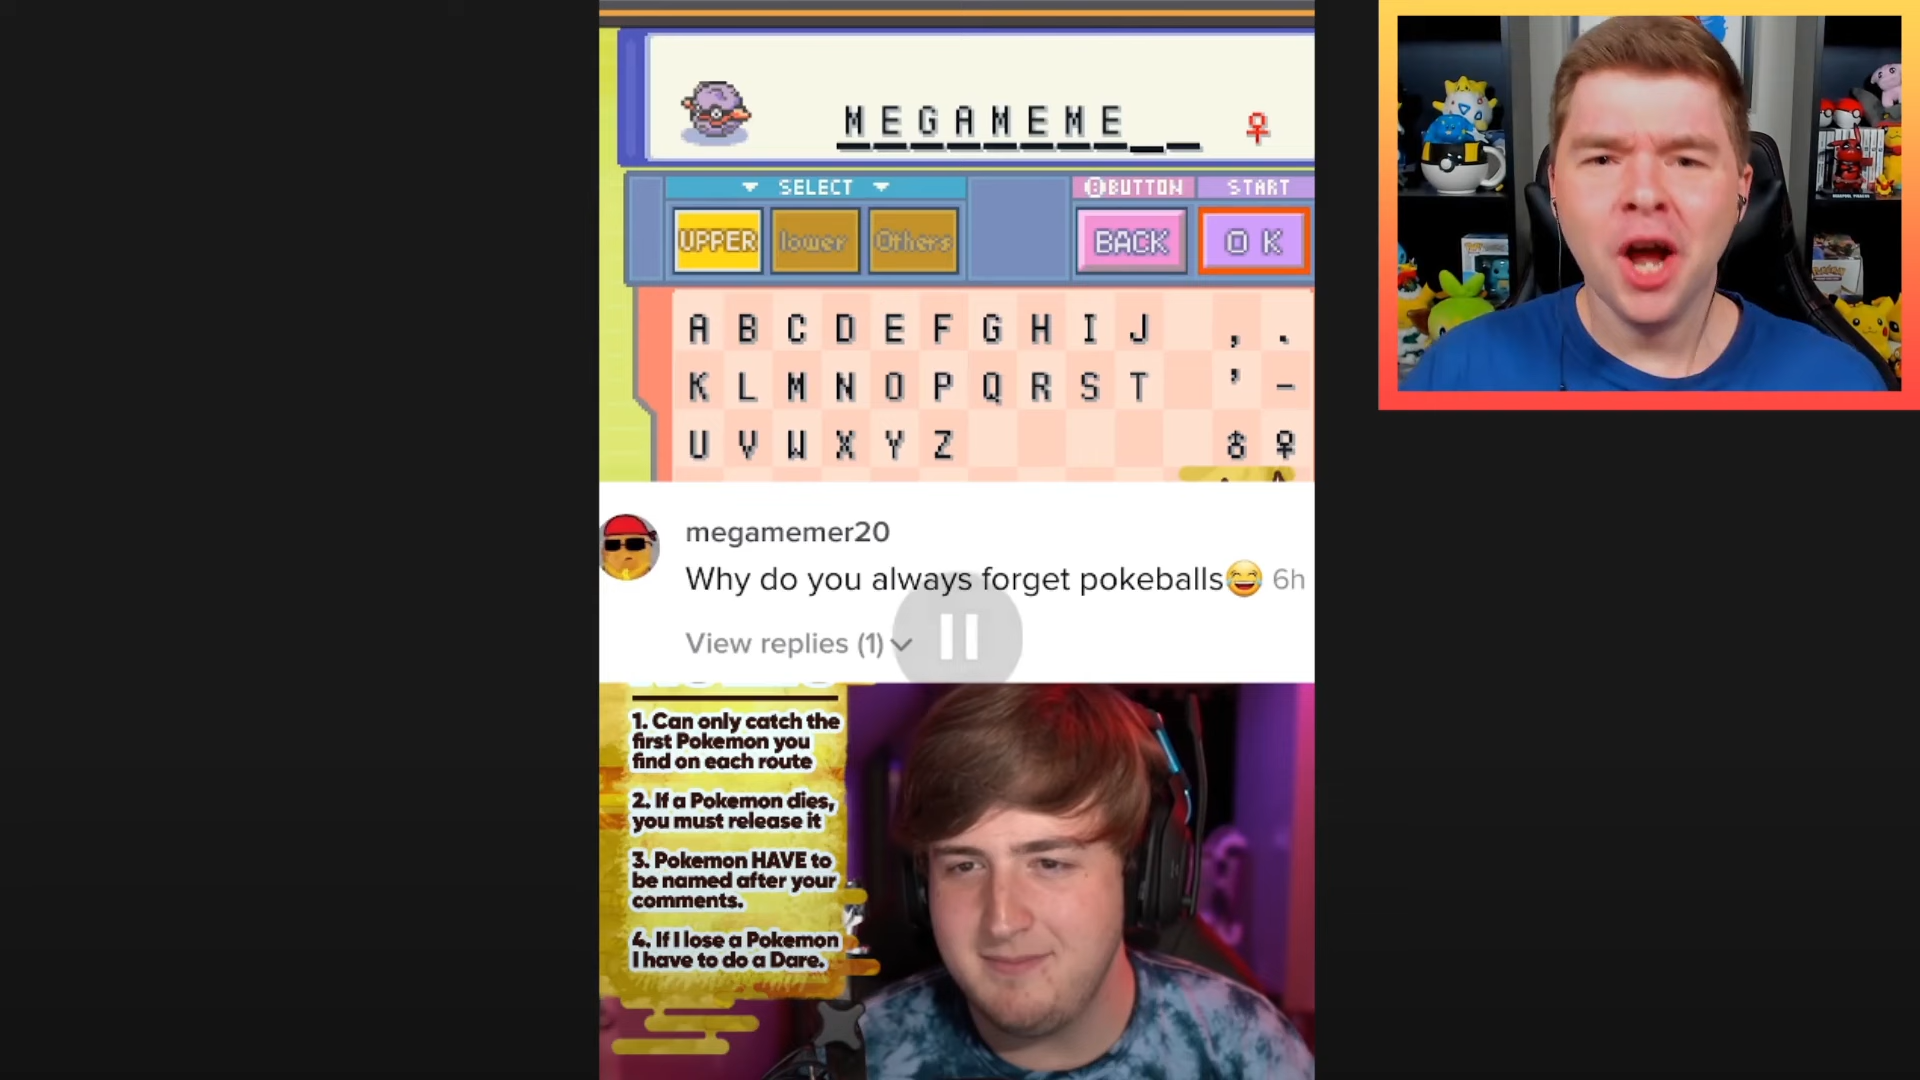 MEGAMEME__ ♀
SELECT
BUTTON
START
UPPER
lower
Others
BACK
OK
A B C D E F G H I J , .
K L M N O P Q R S T ' -
U V W X Y Z ♂ ♀
megamemer20
Why do you always forget pokeballs😂 6h
View replies (1)
1. Can only catch the
first Pokemon you
find on each route
2. If a Pokemon dies,
you must release it
3. Pokemon HAVE to
be named after your
comments.
4. If I lose a Pokemon
I have to do a Dare.